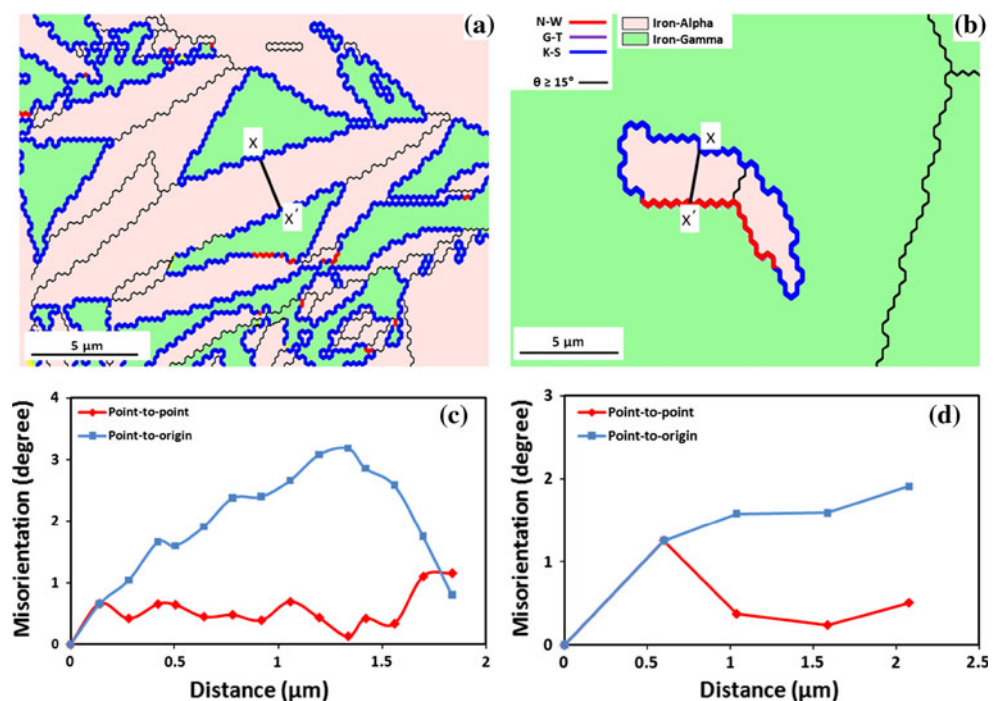 (a)
X
X′
5 μm
N-W
G-T
K-S
θ ≥ 15°
Iron-Alpha
Iron-Gamma
(b)
X
X′
5 μm
(c)
Point-to-point
Point-to-origin
Misorientation (degree)
4
3
2
1
0
0
0.5
1
1.5
2
Distance (μm)
(d)
Point-to-point
Point-to-origin
Misorientation (degree)
3
2
1
0
0
0.5
1
1.5
2
2.5
Distance (μm)